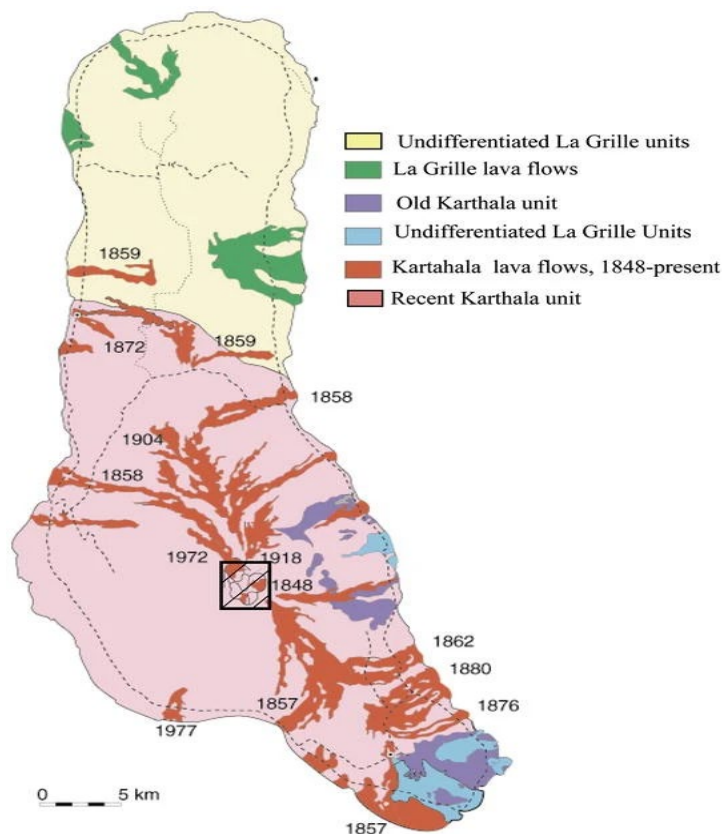 Undifferentiated La Grille units
La Grille lava flows
Old Karthala unit
Undifferentiated La Grille Units
Kartahala lava flows, 1848-present
Recent Karthala unit
1859
1872
1859
1858
1904
1858
1972
1918
1848
1862
1880
1876
1857
1977
0 5 km
1857